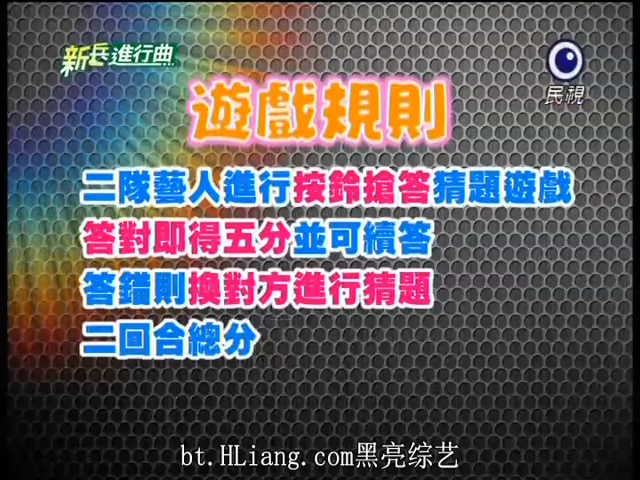 新兵進行曲
民視
遊戲規則
二隊藝人進行按鈴搶答猜題遊戲
答對即得五分並可續答
答錯則換對方進行猜題
二回合總分
bt.HLiang.com黑亮综艺